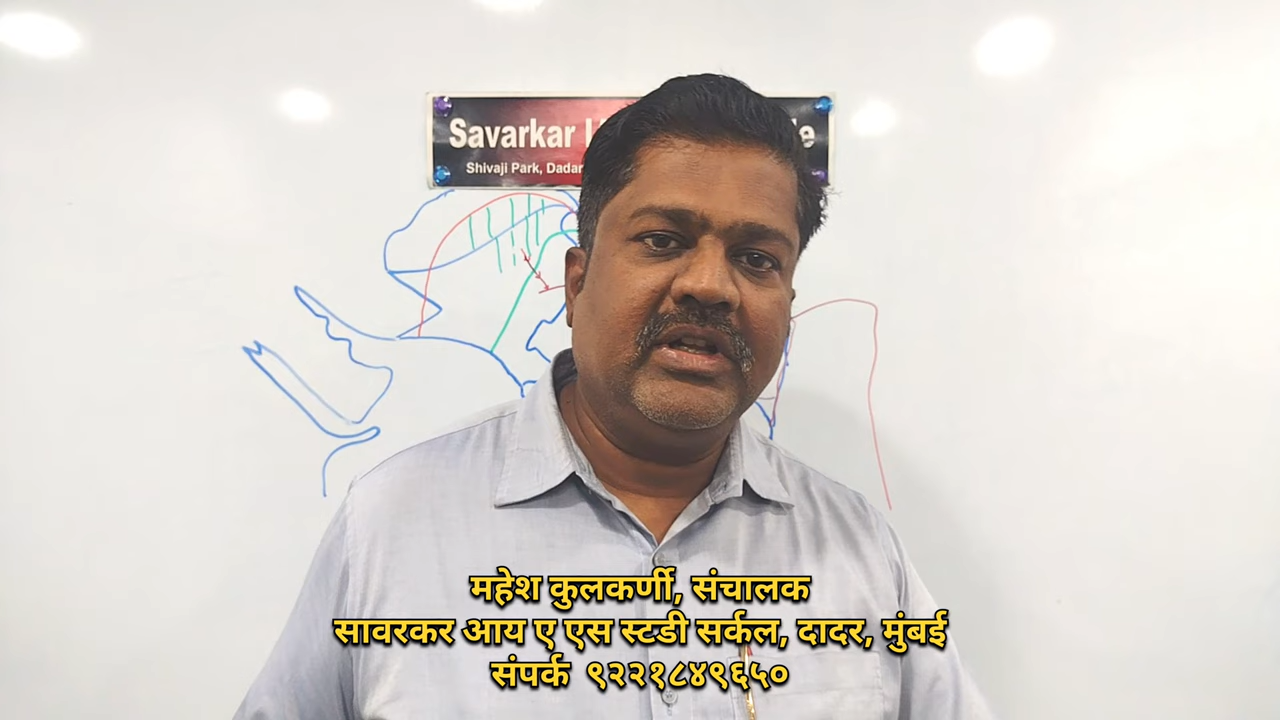 Savarkar
Shivaji Park, Dadar
महेश कुलकर्णी, संचालक
सावरकर आय ए एस स्टडी सर्कल, दादर, मुंबई
संपर्क ९२२१८४९६५०